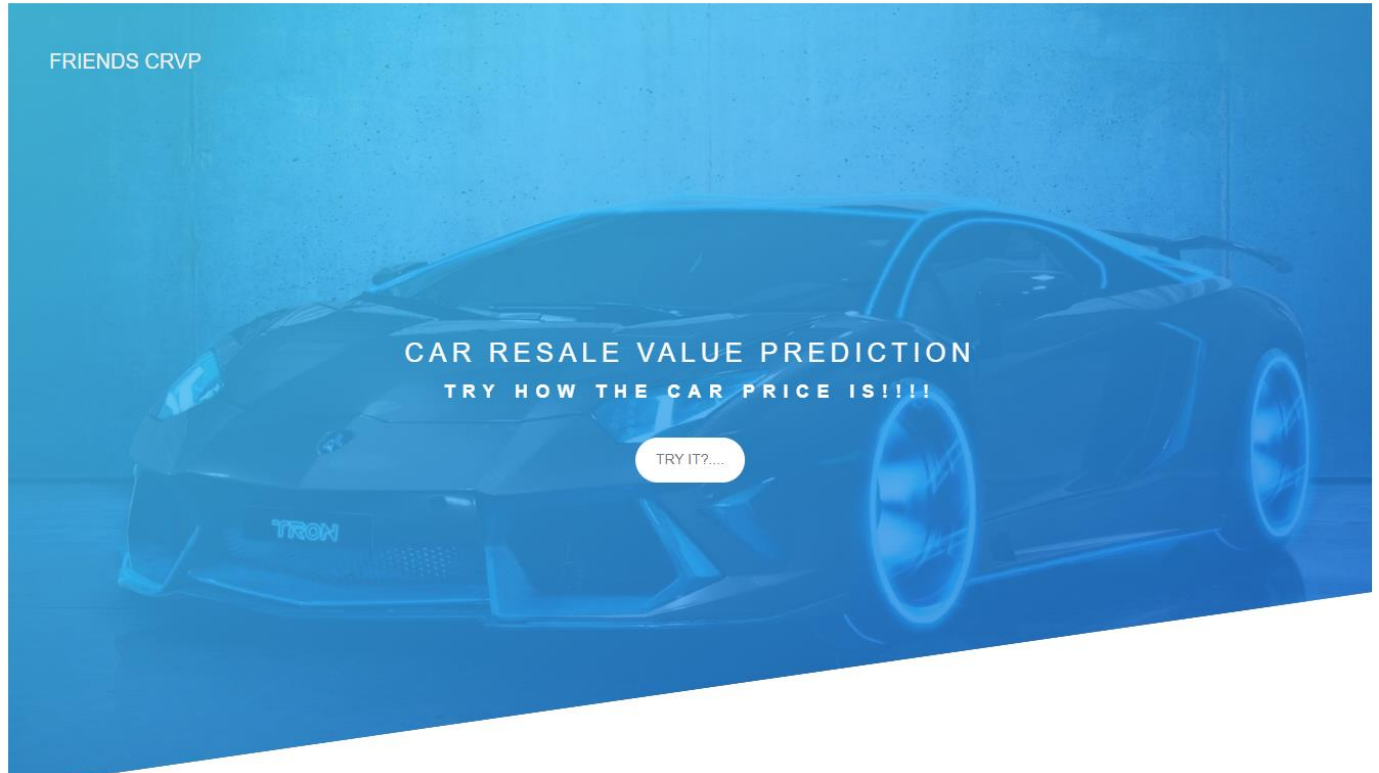 FRIENDS CRVP
CAR RESALE VALUE PREDICTION
TRY HOW THE CAR PRICE IS!!!!
TRY IT?....
TRON